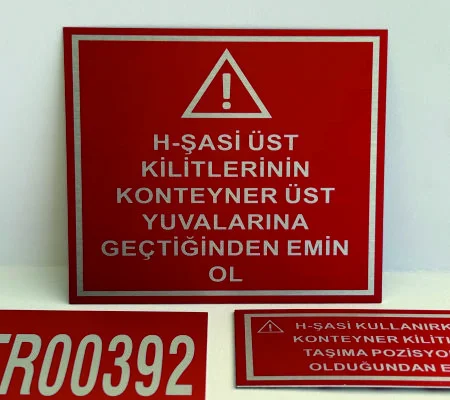 H-ŞASİ ÜST
KİLİTLERİNİN
KONTEYNER ÜST
YUVALARINA
GEÇTİĞİNDEN EMİN
OL
TR00392
H-ŞASİ KULLANIRK
KONTEYNER KİLİTL
TAŞIMA POZİSYO
OLDUĞUNDAN E